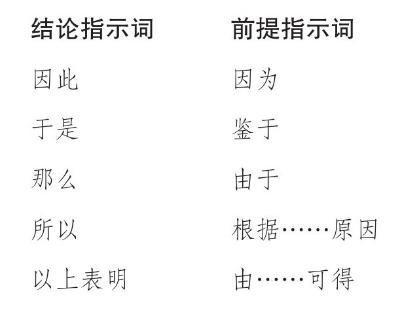 结论指示词 前提指示词
因此 因为
于是 鉴于
那么 由于
所以 根据……原因
以上表明 由……可得